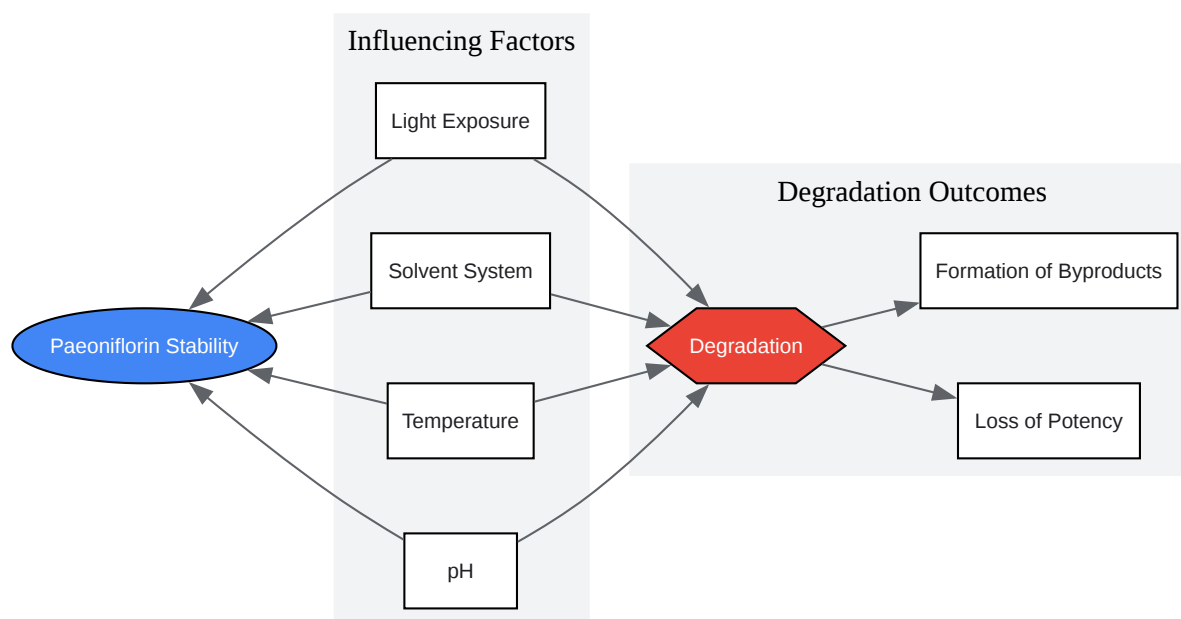 Influencing Factors
Light Exposure
Solvent System
Temperature
pH
Paeoniflorin Stability
Degradation Outcomes
Degradation
Formation of Byproducts
Loss of Potency